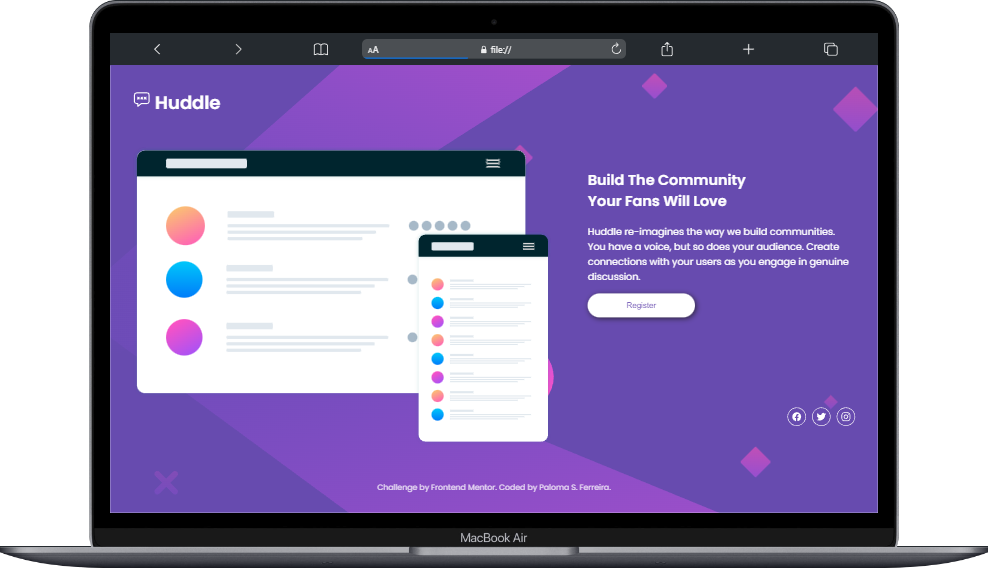 AA
file://
Huddle
Build The Community
Your Fans Will Love
Huddle re-imagines the way we build communities.
You have a voice, but so does your audience. Create
connections with your users as you engage in genuine
discussion.
Register
Challenge by Frontend Mentor. Coded by Paloma S. Ferreira.
MacBook Air